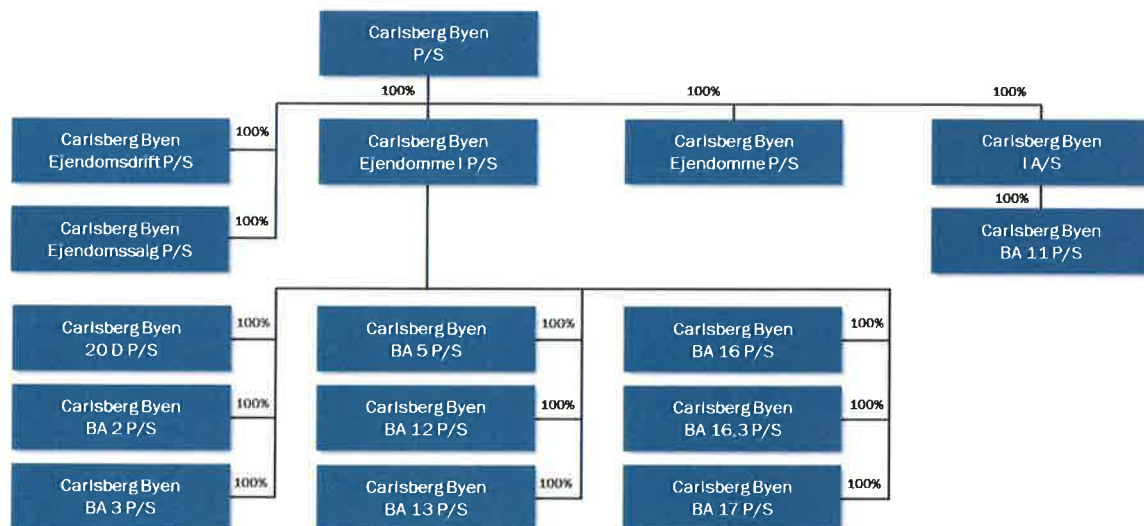 Carlsberg Byen
P/S
100%
100%
100%
Carlsberg Byen
Ejendomsdrift P/S
100%
Carlsberg Byen
Ejendomme I P/S
Carlsberg Byen
Ejendomme P/S
Carlsberg Byen
I A/S
Carlsberg Byen
Ejendomssalg P/S
100%
100%
Carlsberg Byen
BA 11 P/S
Carlsberg Byen
20 D P/S
100%
Carlsberg Byen
BA 5 P/S
100%
Carlsberg Byen
BA 16 P/S
100%
Carlsberg Byen
BA 2 P/S
100%
Carlsberg Byen
BA 12 P/S
100%
Carlsberg Byen
BA 16,3 P/S
100%
Carlsberg Byen
BA 3 P/S
100%
Carlsberg Byen
BA 13 P/S
100%
Carlsberg Byen
BA 17 P/S
100%